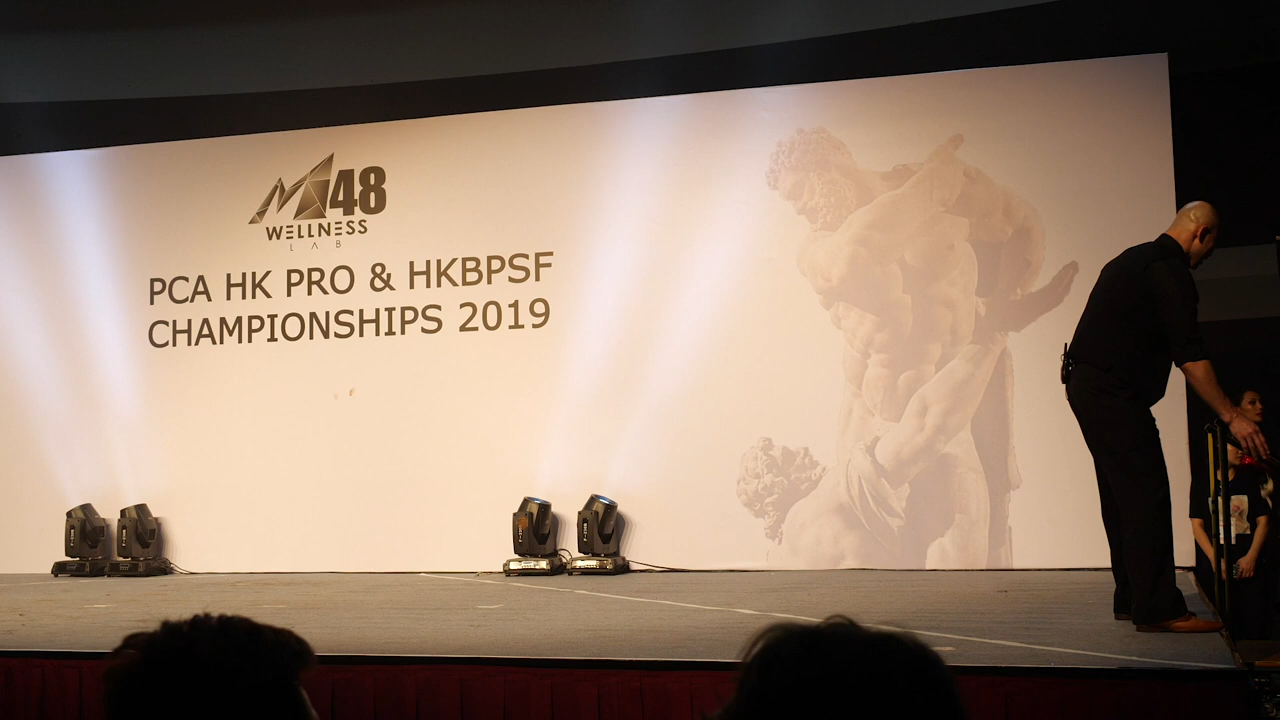 M48
WELLNESS
LAB
PCA HK PRO & HKBPSF
CHAMPIONSHIPS 2019